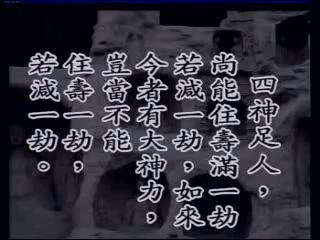 四神足人，
尚能住壽滿一劫
若減一劫，如來
今者有大神力，
豈當不能
住壽一劫，
若減一劫。